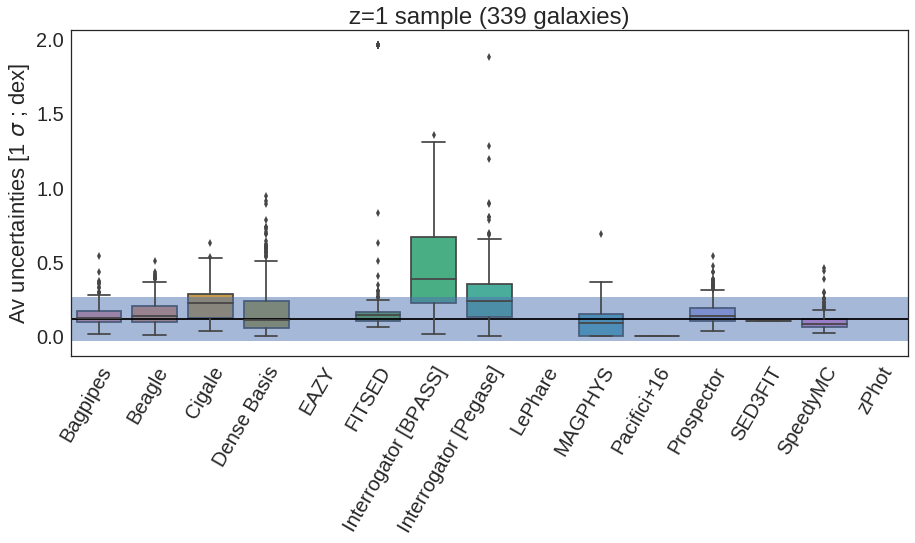 z=1 sample (339 galaxies)
Av uncertainties [1 σ ; dex]
2.0
1.5
1.0
0.5
0.0
Bagpipes
Beagle
Cigale
Dense Basis
EAZY
FITSED
Interrogator [BPASS]
Interrogator [Pegase]
LePhare
MAGPHYS
Pacifici+16
Prospector
SED3FIT
SpeedyMC
zPhot